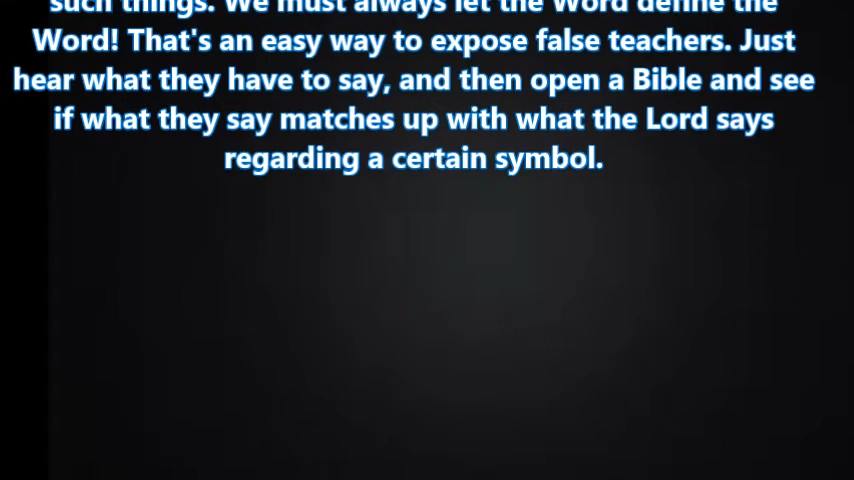 such things. We must always let the Word define the
Word! That's an easy way to expose false teachers. Just
hear what they have to say, and then open a Bible and see
if what they say matches up with what the Lord says
regarding a certain symbol.